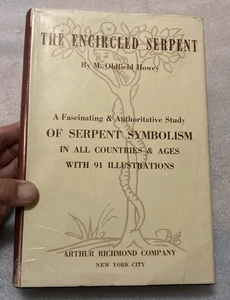 THE ENCIRCLED SERPENT
By M. Oldfield Howey
A Fascinating & Authoritative Study
OF SERPENT SYMBOLISM
IN ALL COUNTRIES & AGES
WITH 91 ILLUSTRATIONS
ARTHUR RICHMOND COMPANY
NEW YORK CITY